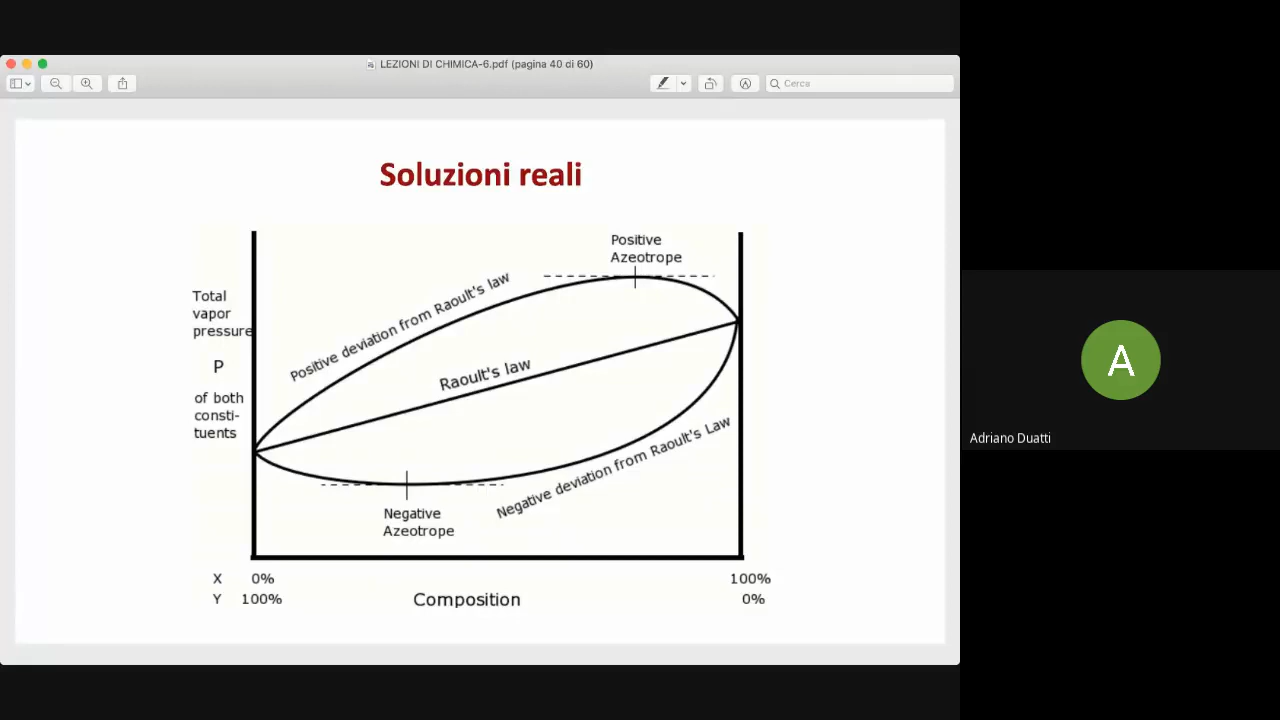 LEZIONI DI CHIMICA-6.pdf (pagina 40 di 60)
Cerca
Soluzioni reali
Positive
Azeotrope
Positive deviation from Raoult's law
Total
vapor
pressure
P
of both
consti-
tuents
Raoult's law
Negative deviation from Raoult's Law
Negative
Azeotrope
X 0% 100%
Y 100% Composition 0%
A
Adriano Duatti